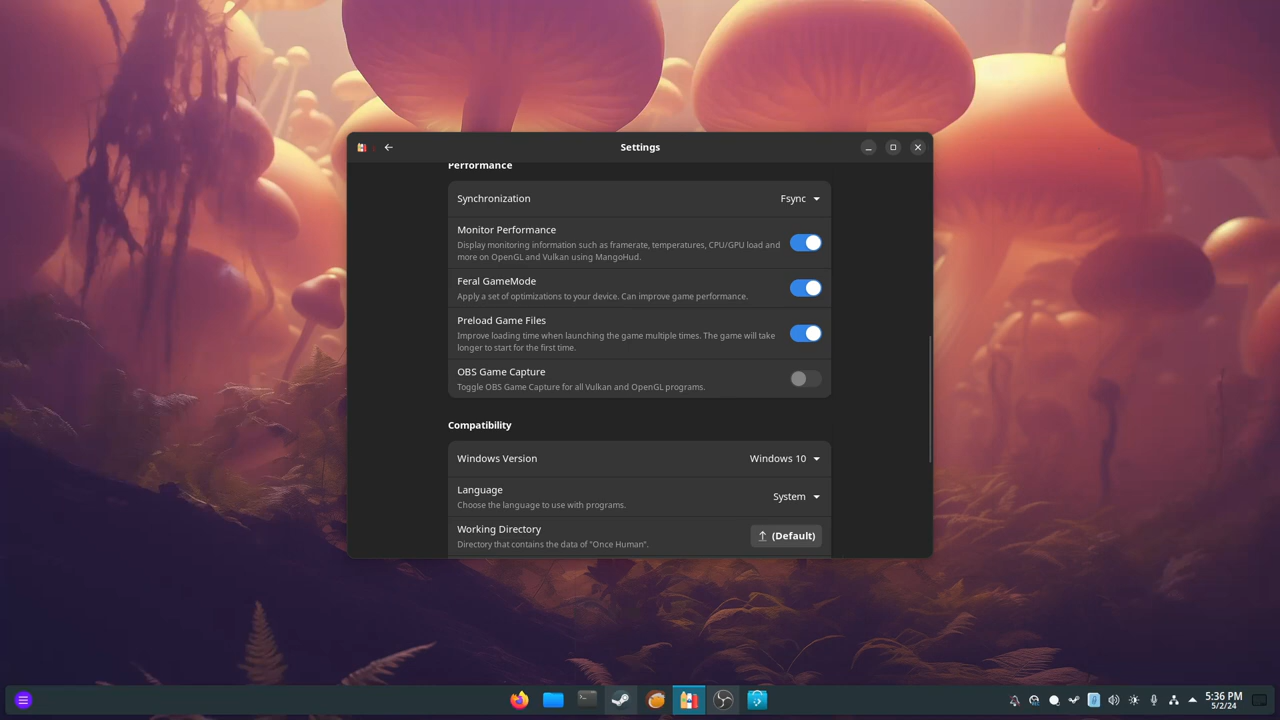 Settings
Performance
Synchronization
Fsync
Monitor Performance
Display monitoring information such as framerate, temperatures, CPU/GPU load and
more on OpenGL and Vulkan using MangoHud.
Feral GameMode
Apply a set of optimizations to your device. Can improve game performance.
Preload Game Files
Improve loading time when launching the game multiple times. The game will take
longer to start for the first time.
OBS Game Capture
Toggle OBS Game Capture for all Vulkan and OpenGL programs.
Compatibility
Windows Version
Windows 10
Language
Choose the language to use with programs.
System
Working Directory
Directory that contains the data of "Once Human".
(Default)
5:36 PM
5/2/24